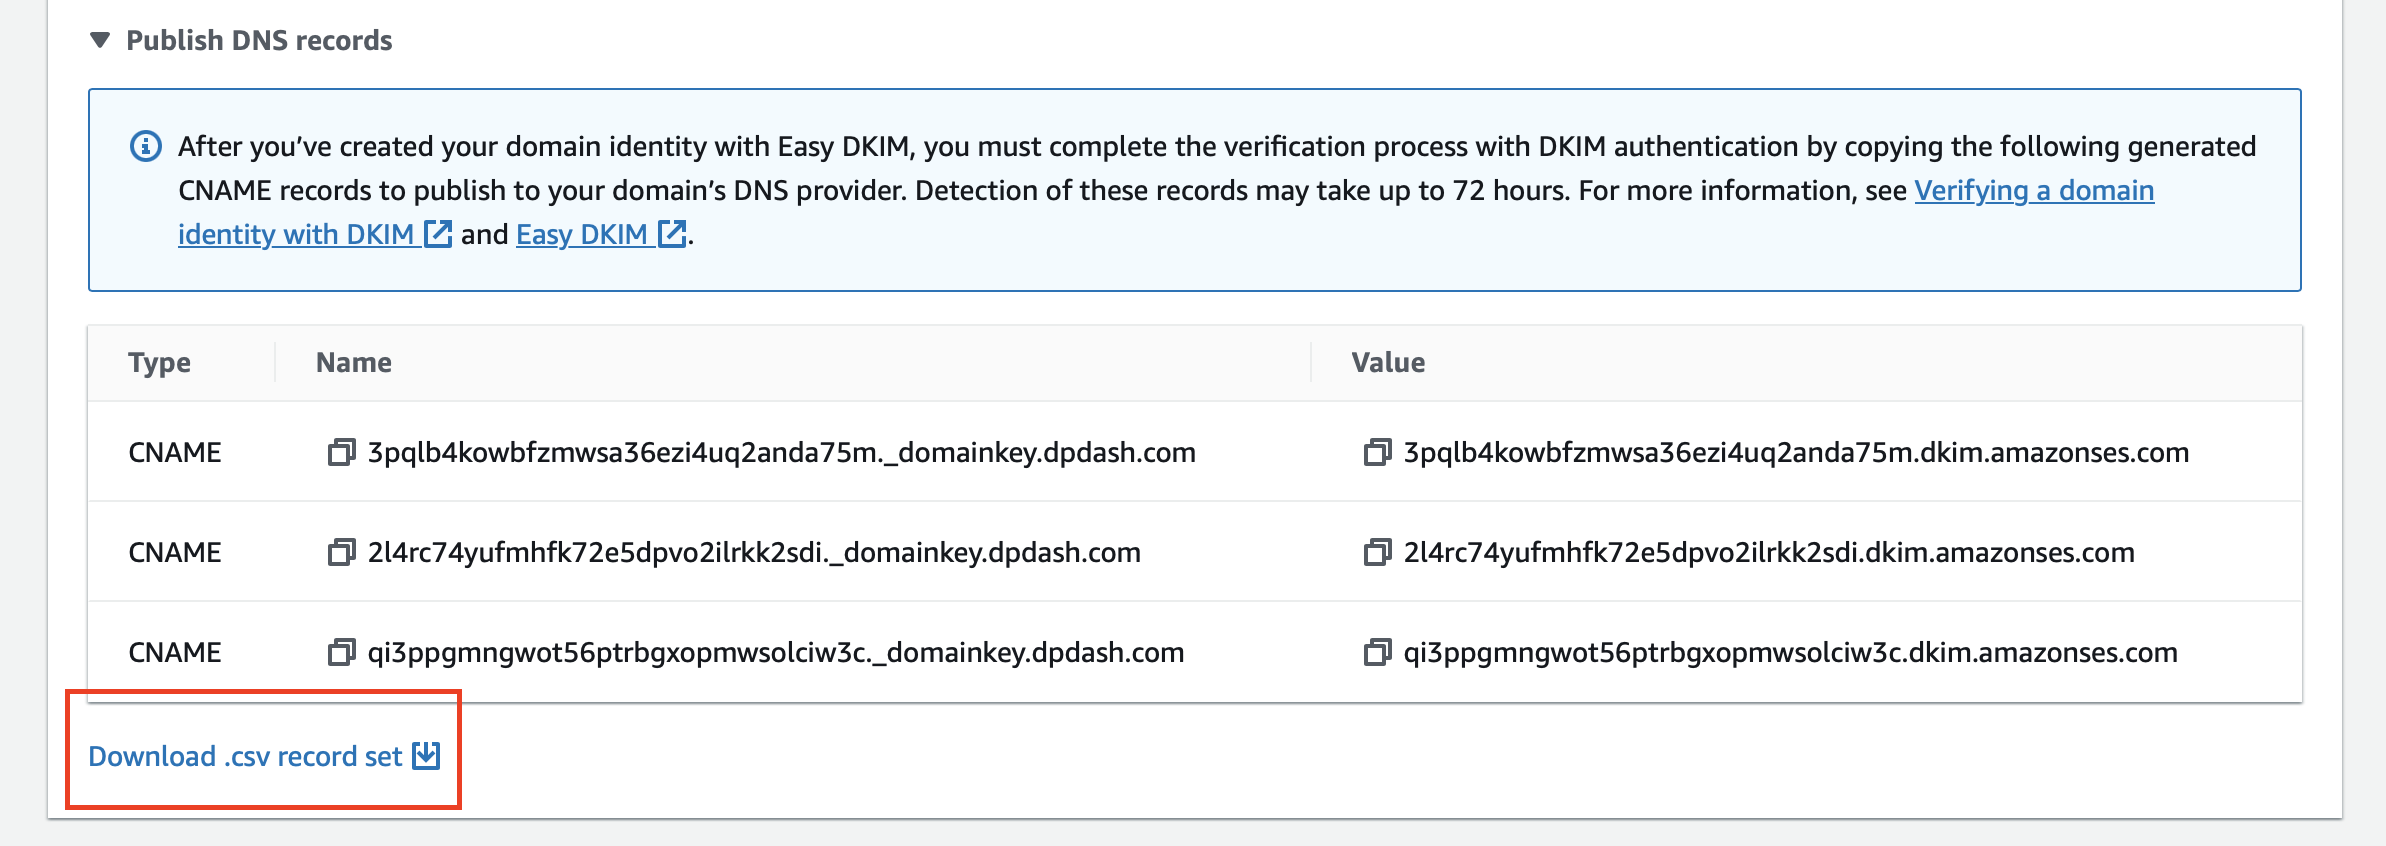 Publish DNS records
After you’ve created your domain identity with Easy DKIM, you must complete the verification process with DKIM authentication by copying the following generated
CNAME records to publish to your domain’s DNS provider. Detection of these records may take up to 72 hours. For more information, see Verifying a domain
identity with DKIM and Easy DKIM .
Type Name Value
CNAME 3pqlb4kowbfzmwsa36ezi4uq2anda75m._domainkey.dpdash.com 3pqlb4kowbfzmwsa36ezi4uq2anda75m.dkim.amazonses.com
CNAME 2l4rc74yufmhfk72e5dpvo2ilrkk2sdi._domainkey.dpdash.com 2l4rc74yufmhfk72e5dpvo2ilrkk2sdi.dkim.amazonses.com
CNAME qi3ppgmngwot56ptrbgxopmwsolciw3c._domainkey.dpdash.com qi3ppgmngwot56ptrbgxopmwsolciw3c.dkim.amazonses.com
Download .csv record set